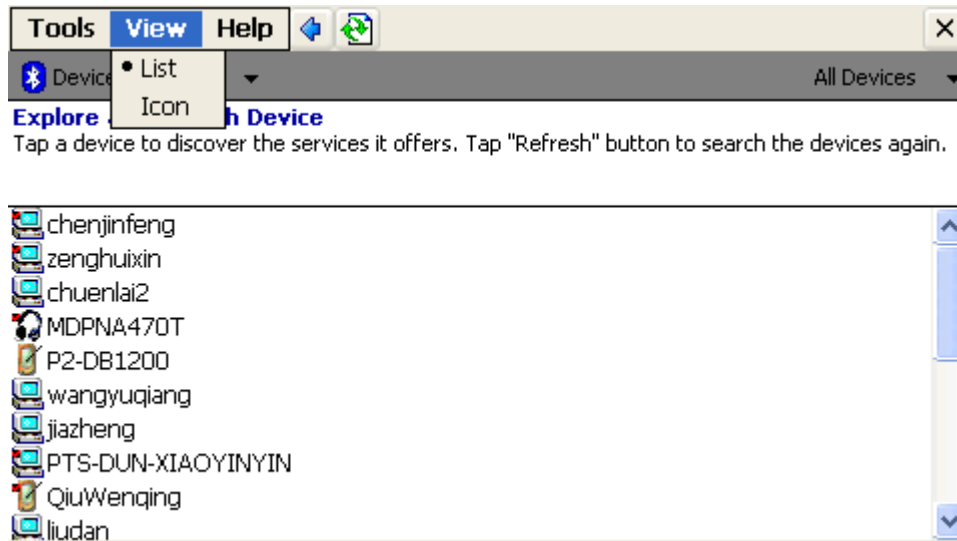 Tools View Help
Device
List
All Devices
Icon
Explore h Device
Tap a device to discover the services it offers. Tap "Refresh" button to search the devices again.
chenjinfeng
zenghuixin
chuenlai2
MDPNA470T
P2-DB1200
wangyuqiang
jiazheng
PTS-DUN-XIAOYINYIN
QiuWenqing
liudan